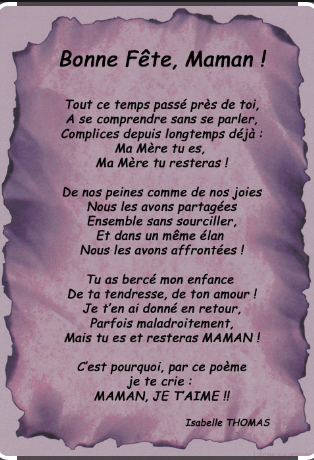 Bonne Fête, Maman !
Tout ce temps passé près de toi,
A se comprendre sans se parler,
Complices depuis longtemps déjà :
Ma Mère tu es,
Ma Mère tu resteras !
De nos peines comme de nos joies
Nous les avons partagées
Ensemble sans sourciller,
Et dans un même élan
Nous les avons affrontées !
Tu as bercé mon enfance
De ta tendresse, de ton amour !
Je t'en ai donné en retour,
Parfois maladroitement,
Mais tu es et resteras MAMAN !
C'est pourquoi, par ce poème
je te crie :
MAMAN, JE T'AIME !!
Isabelle THOMAS